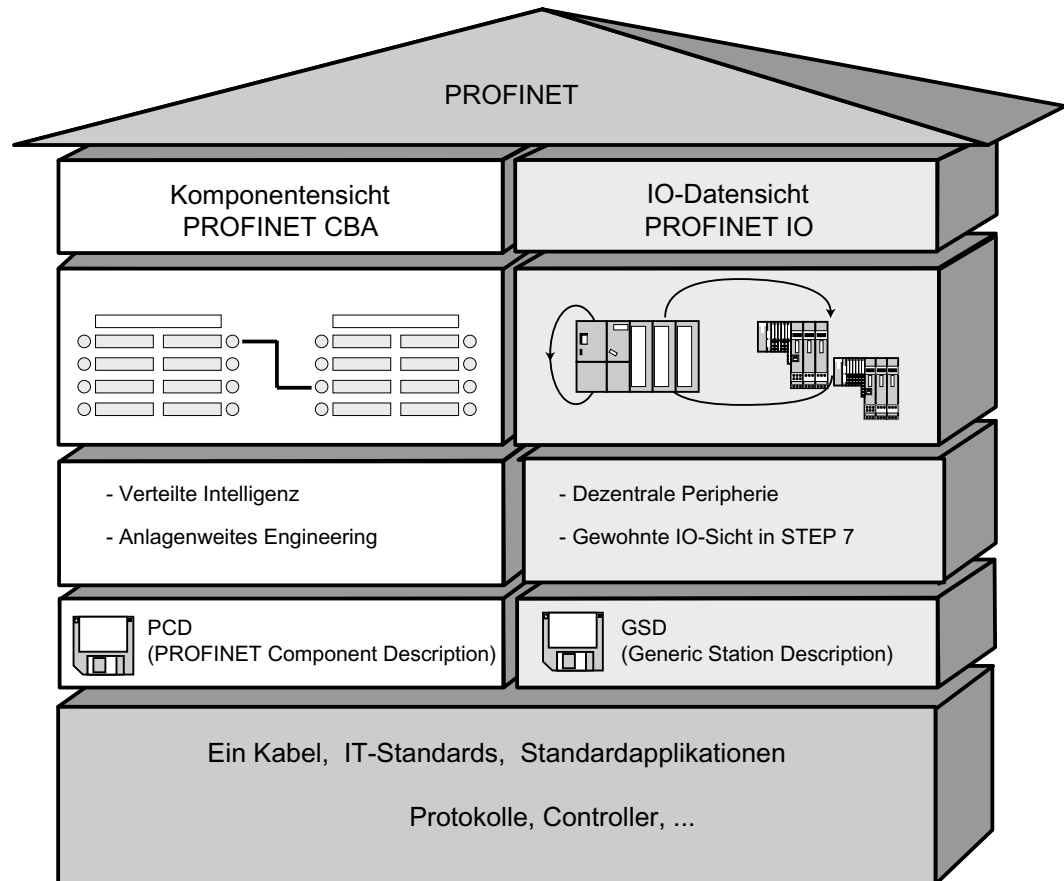 PROFINET
Komponentensicht
PROFINET CBA
IO-Datensicht
PROFINET IO
- Verteilte Intelligenz
- Anlagenweites Engineering
- Dezentrale Peripherie
- Gewohnte IO-Sicht in STEP 7
PCD
(PROFINET Component Description)
GSD
(Generic Station Description)
Ein Kabel, IT-Standards, Standardapplikationen
Protokolle, Controller, ...